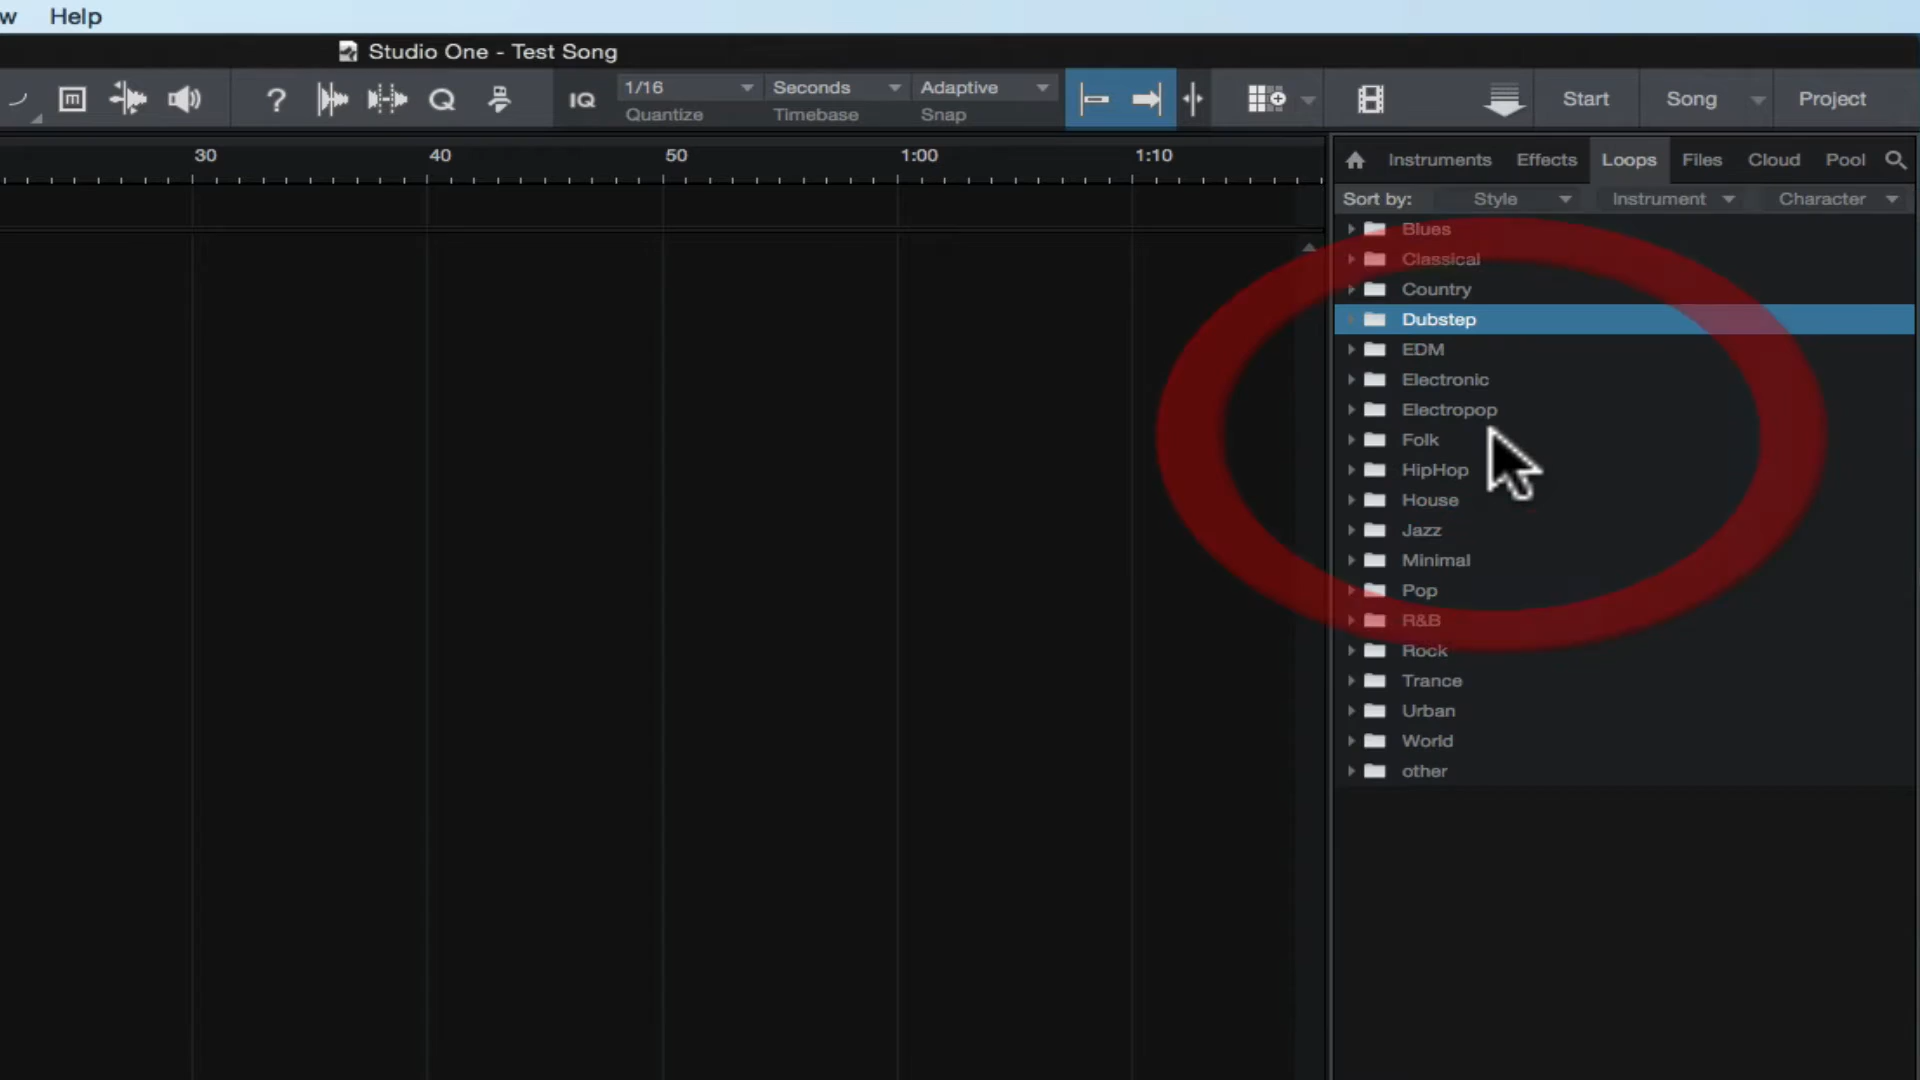 w Help
Studio One - Test Song
? Q IQ 1/16 Seconds Adaptive Start Song Project
Quantize Timebase Snap
30 40 50 1:00 1:10
Instruments Effects Loops Files Cloud Pool
Sort by: Style Instrument Character
Blues
Classical
Country
Dubstep
EDM
Electronic
Electropop
Folk
HipHop
House
Jazz
Minimal
Pop
R&B
Rock
Trance
Urban
World
other